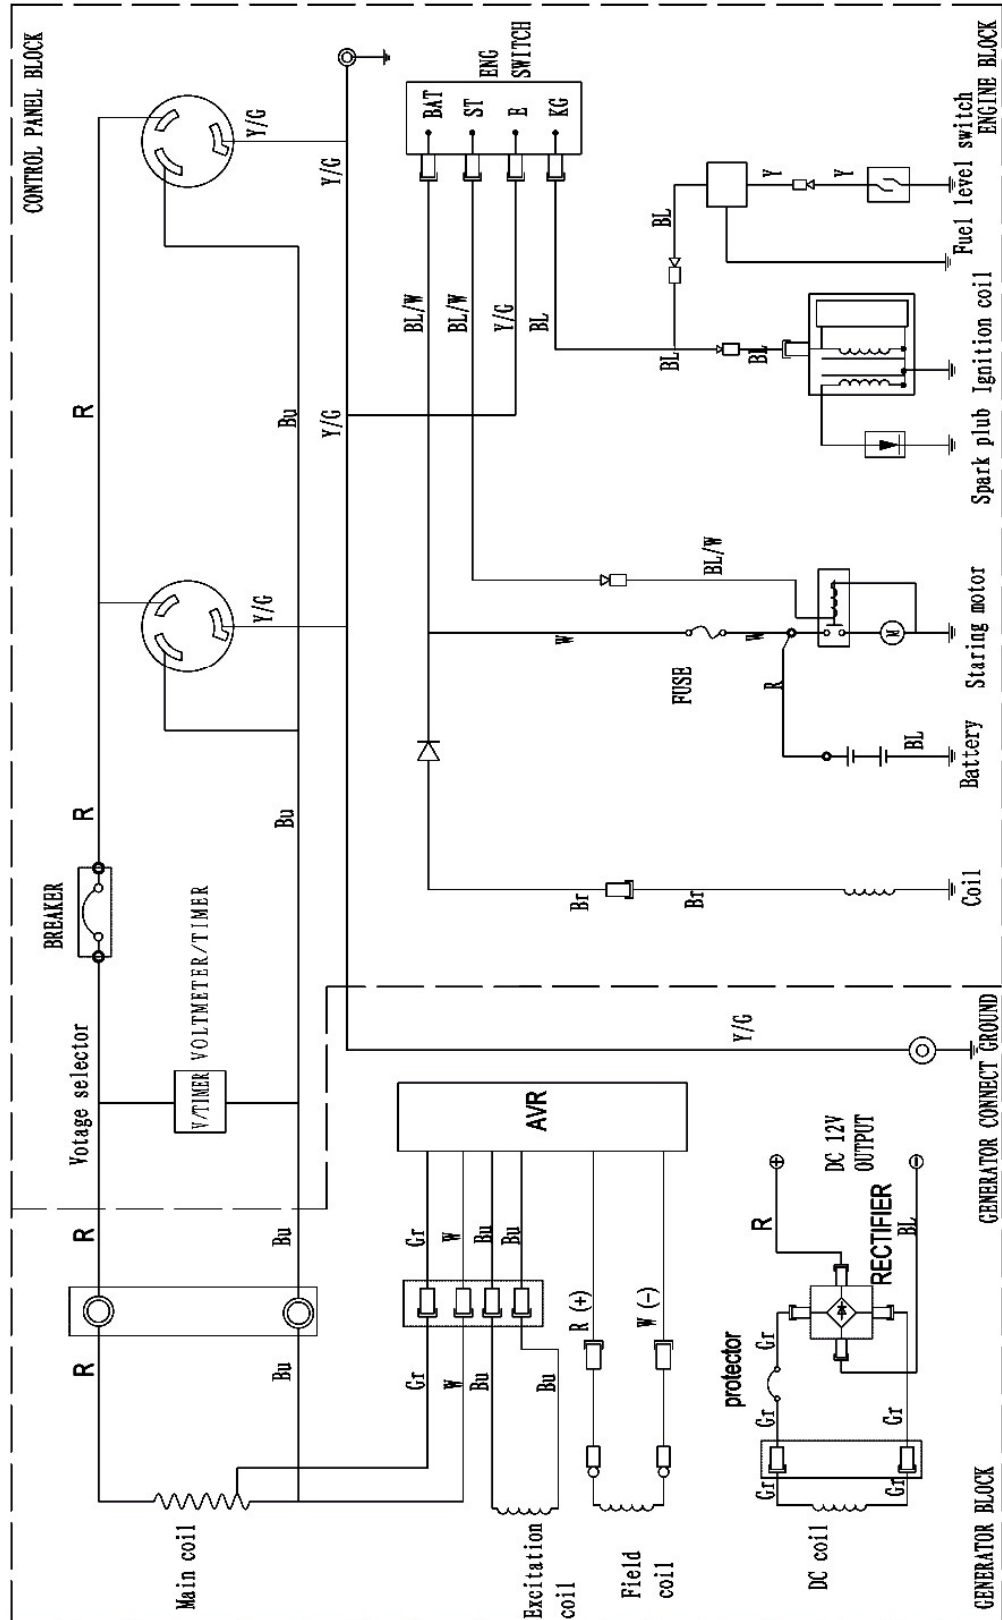 CONTROL PANEL BLOCK
ENGINE BLOCK
GENERATOR BLOCK
GENERATOR CONNECT GROUND
Main coil
R
Bu
R
Bu
Votage selector
V/TIMER
VOLTMETER/TIMER
BREAKER
R
Bu
R
Bu
Y/G
Y/G
Y/G
Y/G
ENG
SWITCH
BAT
ST
E
KG
BL/W
BL/W
Y/G
BL
Excitation
coil
Gr
W
Bu
Bu
Gr
W
Bu
Bu
AVR
Field
coil
R (+)
W (-)
DC coil
Gr
Gr
Gr
Gr
Gr
protector
RECTIFIER
R
BL
DC 12V
OUTPUT
+
-
Y/G
Br
Br
Coil
R
BL
Battery
W
FUSE
W
BL/W
M
Staring motor
Spark plub
BL
BL
BL
Ignition coil
Y
Y
Fuel level switch